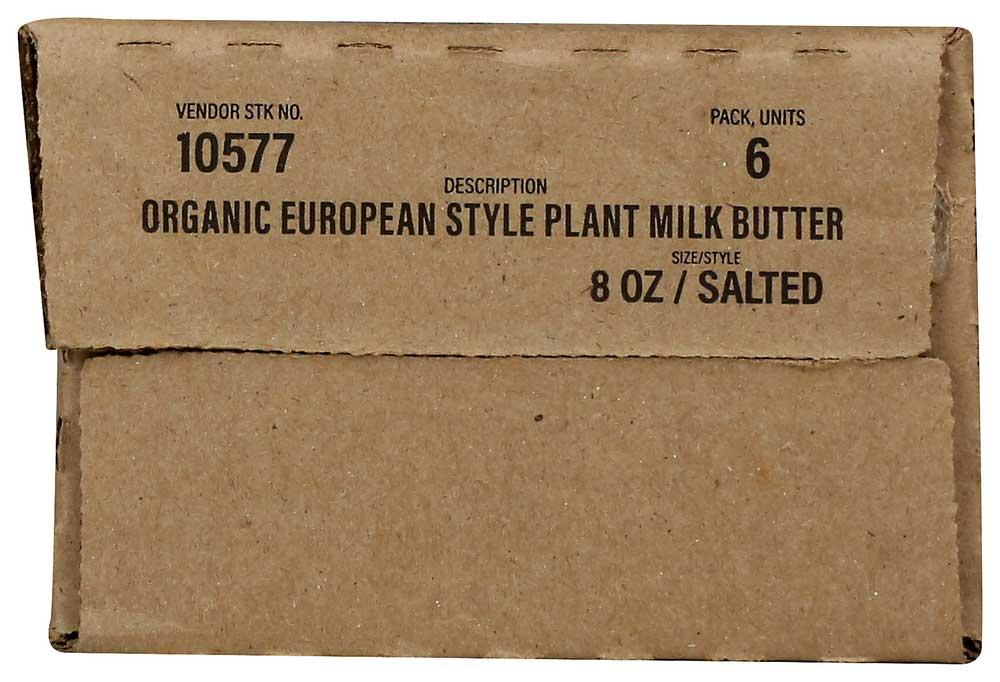 VENDOR STK NO. PACK, UNITS
10577 6
DESCRIPTION
ORGANIC EUROPEAN STYLE PLANT MILK BUTTER
SIZE/STYLE
8 OZ / SALTED